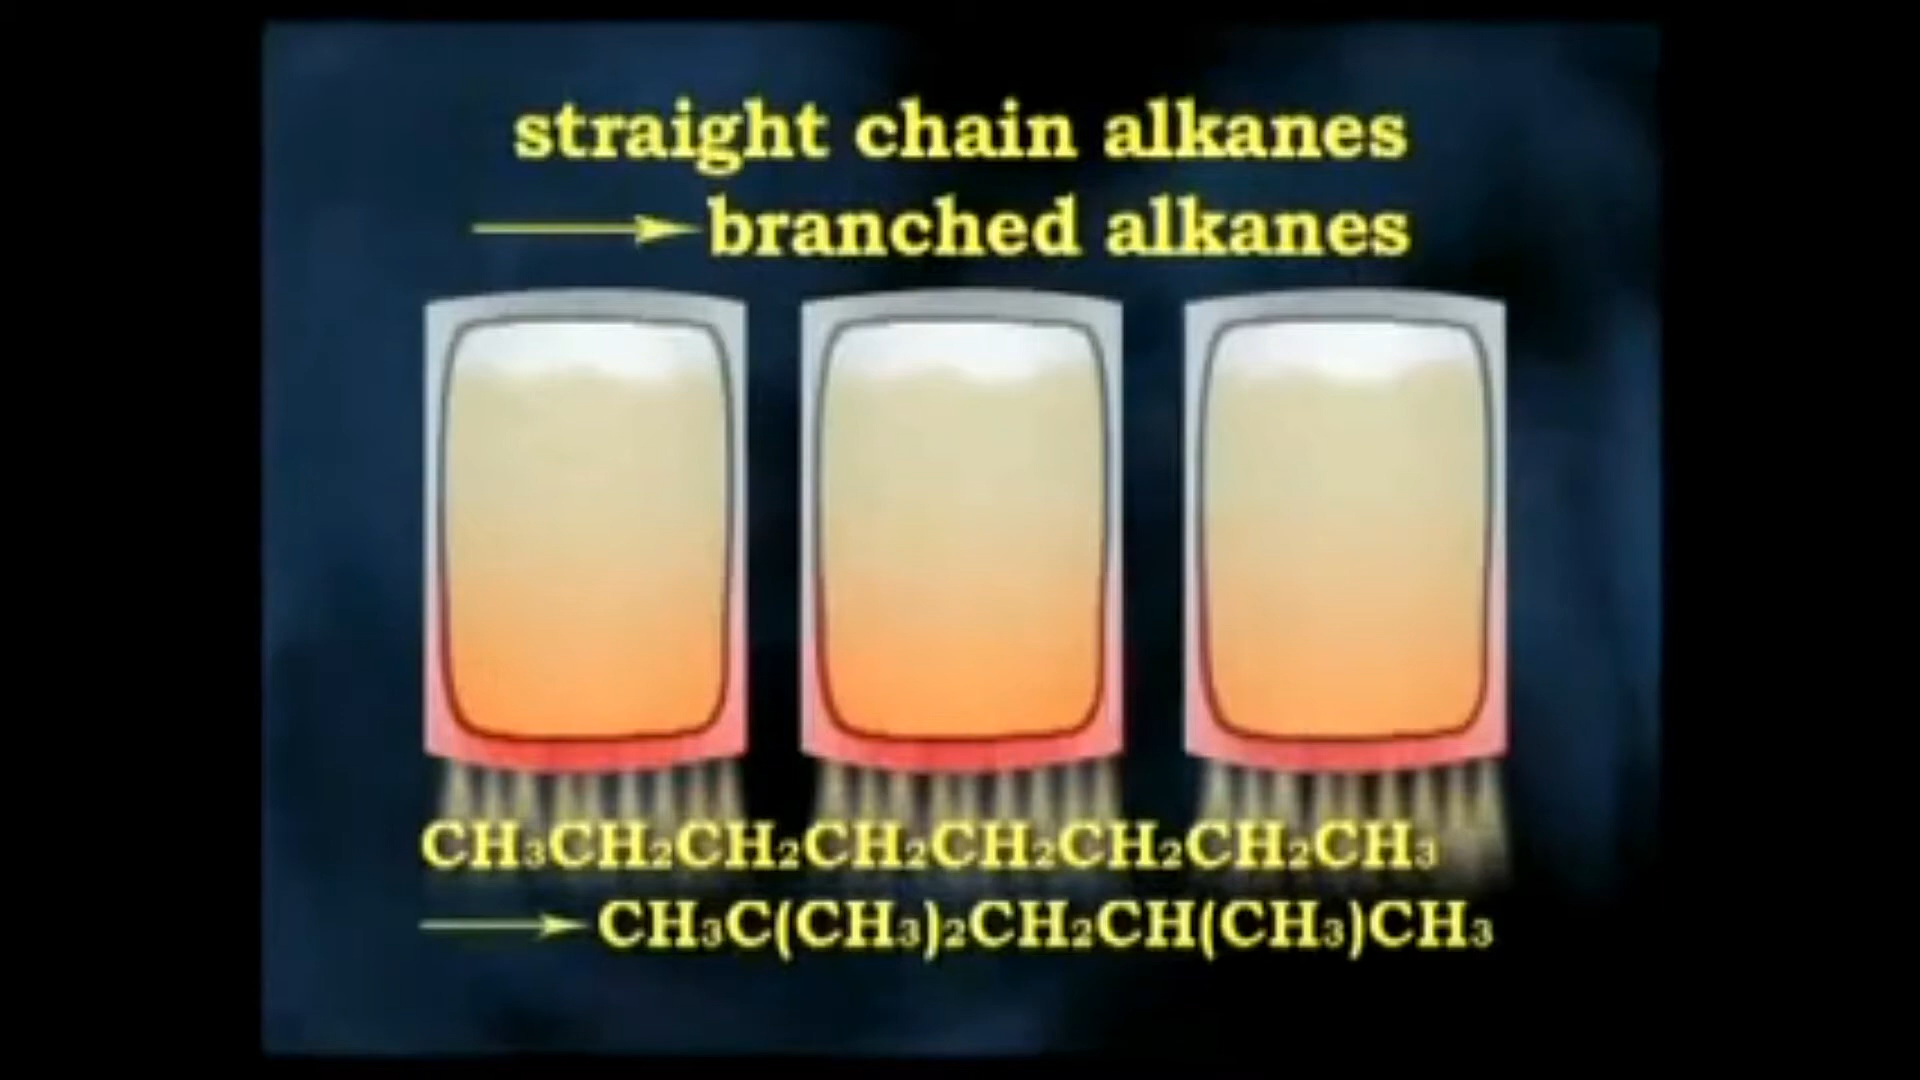 straight chain alkanes
→ branched alkanes
CH₃CH₂CH₂CH₂CH₂CH₂CH₂CH₃
→ CH₃C(CH₃)₂CH₂CH(CH₃)CH₃